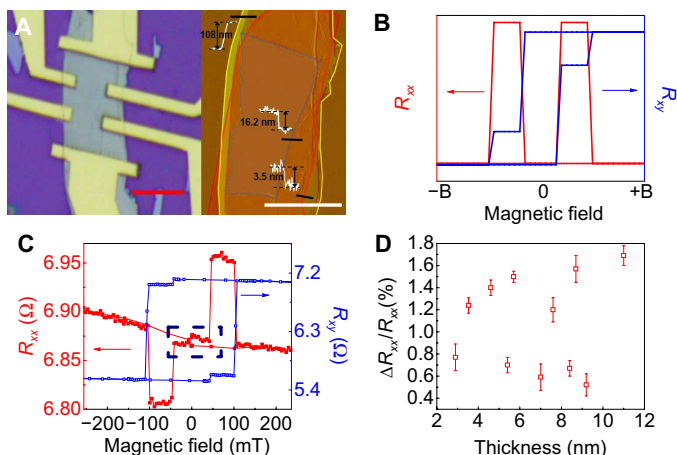 A
108 nm
16.2 nm
3.5 nm
B
Rxx
Rxy
−B
0
+B
Magnetic field
C
6.95
6.90
6.85
6.80
Rxx (Ω)
7.2
6.3
5.4
Rxy (Ω)
−200−100 0 100 200
Magnetic field (mT)
D
1.8
1.6
1.4
1.2
1.0
0.8
0.6
0.4
ΔRxx/Rxx(%)
2 4 6 8 10 12
Thickness (nm)